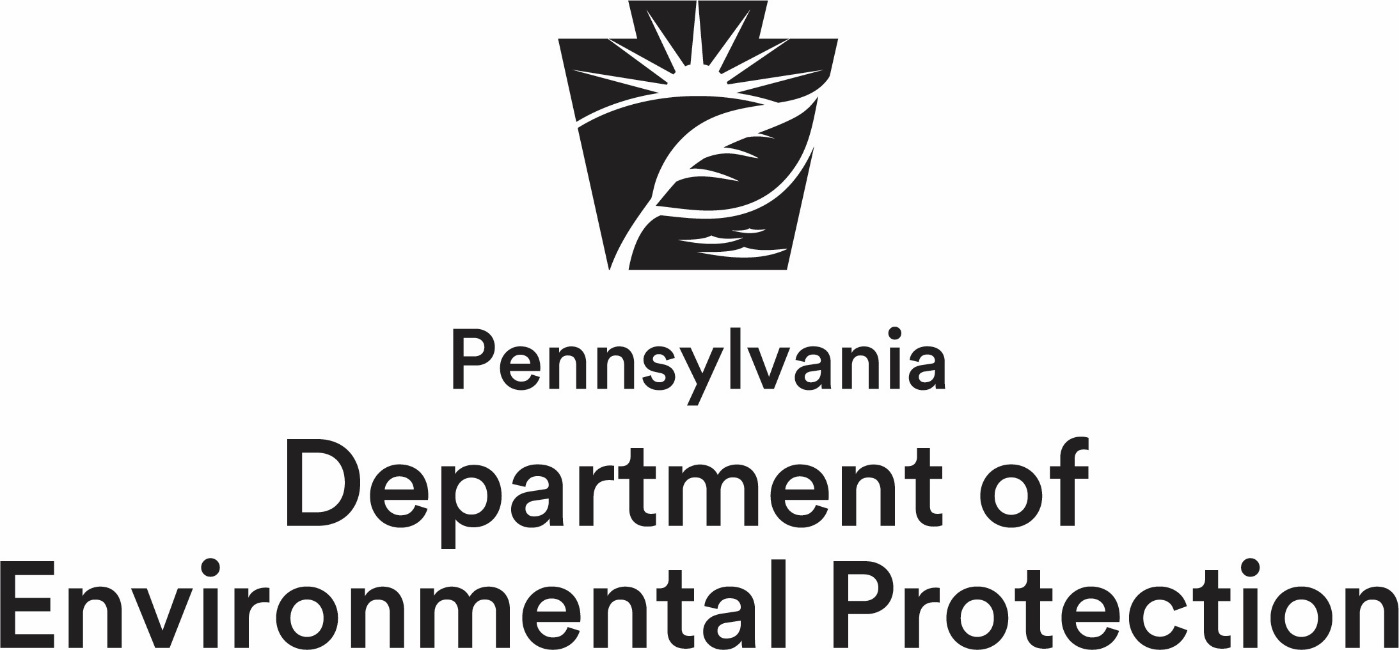 Pennsylvania
Department of
Environmental Protection